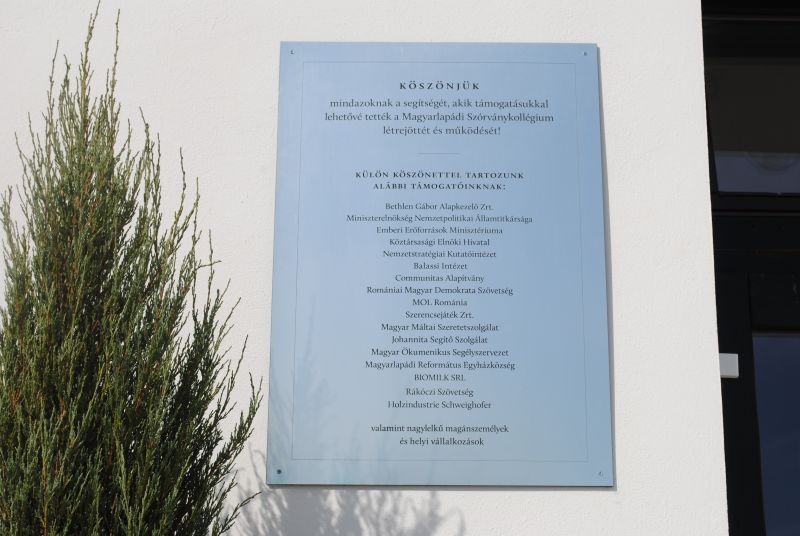 KÖSZÖNJÜK
mindazoknak a segítségét, akik támogatásukkal
lehetővé tették a Magyarlapádi Szórványkollégium
létrejöttét és működését!
KÜLÖN KÖSZÖNETTEL TARTOZUNK
ALÁBBI TÁMOGATÓINKNAK:
Bethlen Gábor Alapkezelő Zrt.
Miniszterelnökség Nemzetpolitikai Államtitkársága
Emberi Erőforrások Minisztériuma
Köztársasági Elnöki Hivatal
Nemzetstratégiai Kutatóintézet
Balassi Intézet
Communitas Alapítvány
Romániai Magyar Demokrata Szövetség
MOL Románia
Szerencsejáték Zrt.
Magyar Máltai Szeretetszolgálat
Johannita Segítő Szolgálat
Magyar Ökumenikus Segélyszervezet
Magyarlapádi Református Egyházközség
BIOMILK SRL
Rákóczi Szövetség
Holzindustrie Schweighofer
valamint nagylelkű magánszemélyek
és helyi vállalkozások